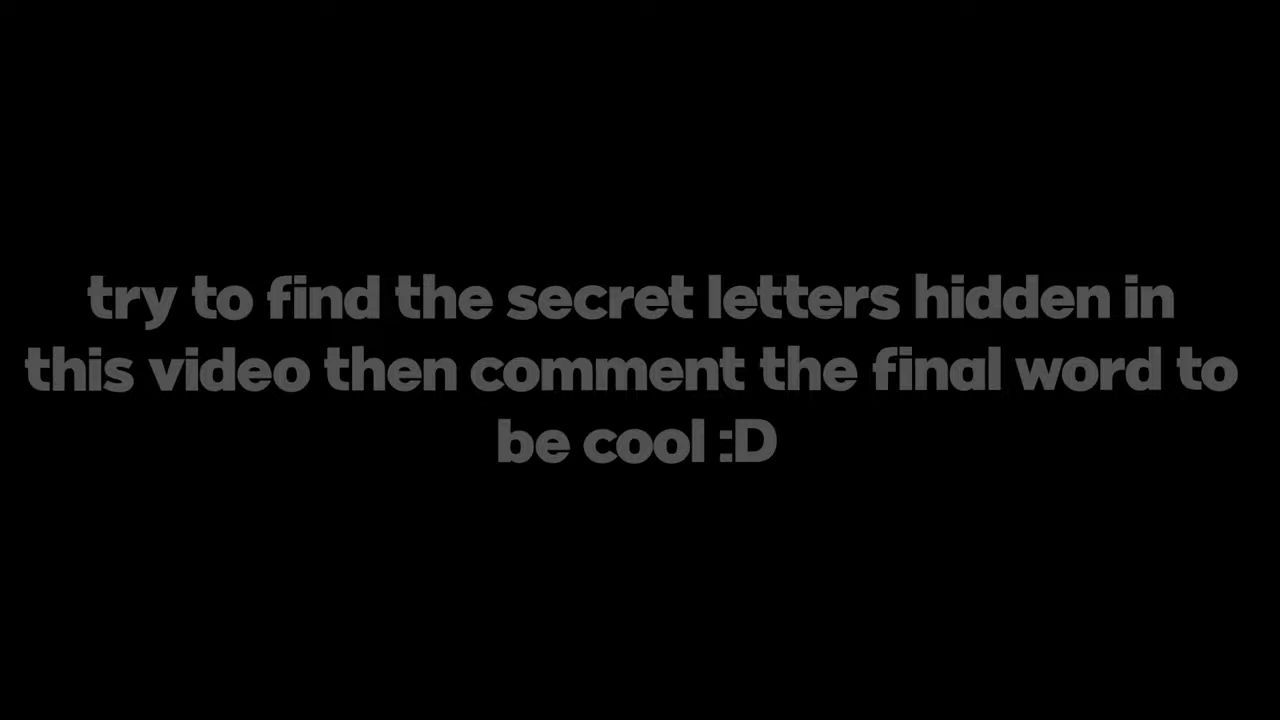 try to find the secret letters hidden in
this video then comment the final word to
be cool :D